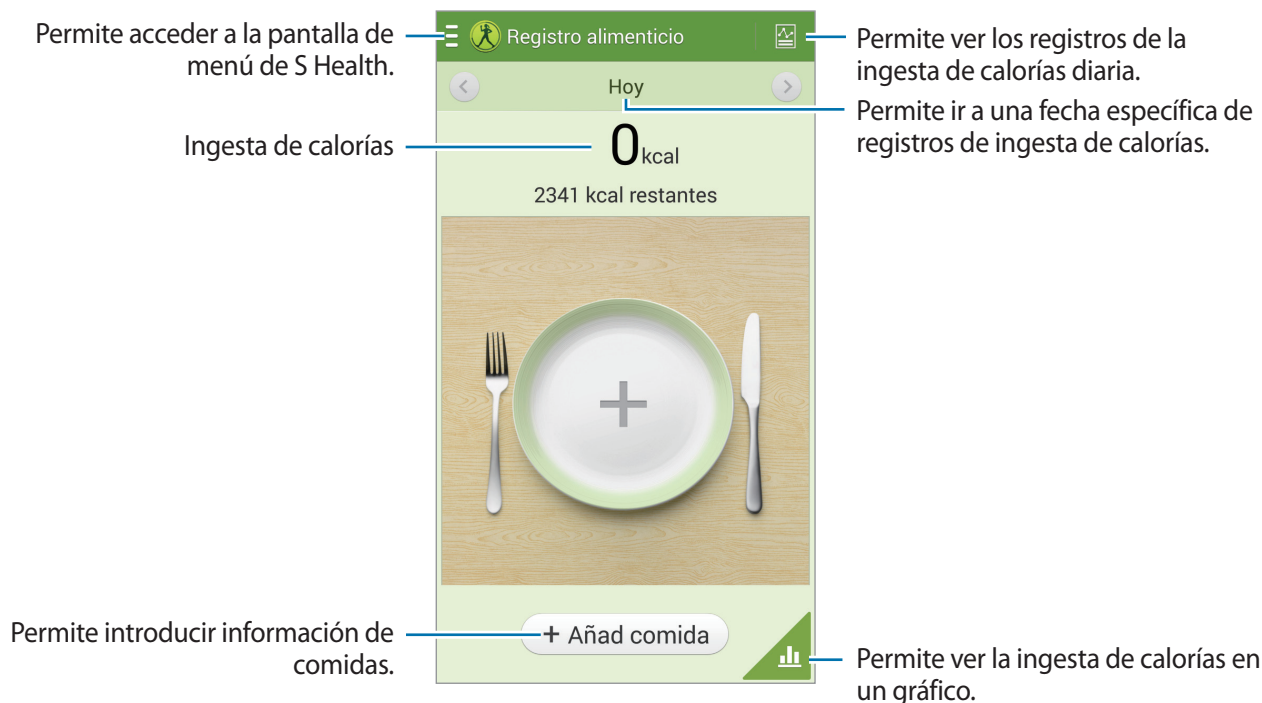 Permite acceder a la pantalla de
menú de S Health.
Registro alimenticio
Permite ver los registros de la
ingesta de calorías diaria.
Hoy
Permite ir a una fecha específica de
registros de ingesta de calorías.
Ingesta de calorías
0 kcal
2341 kcal restantes
Permite introducir información de
comidas.
+ Añad comida
Permite ver la ingesta de calorías en
un gráfico.